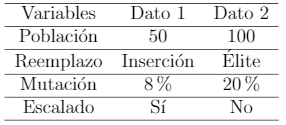 Variables Dato 1 Dato 2
Población 50 100
Reemplazo Inserción Élite
Mutación 8 % 20 %
Escalado Sí No